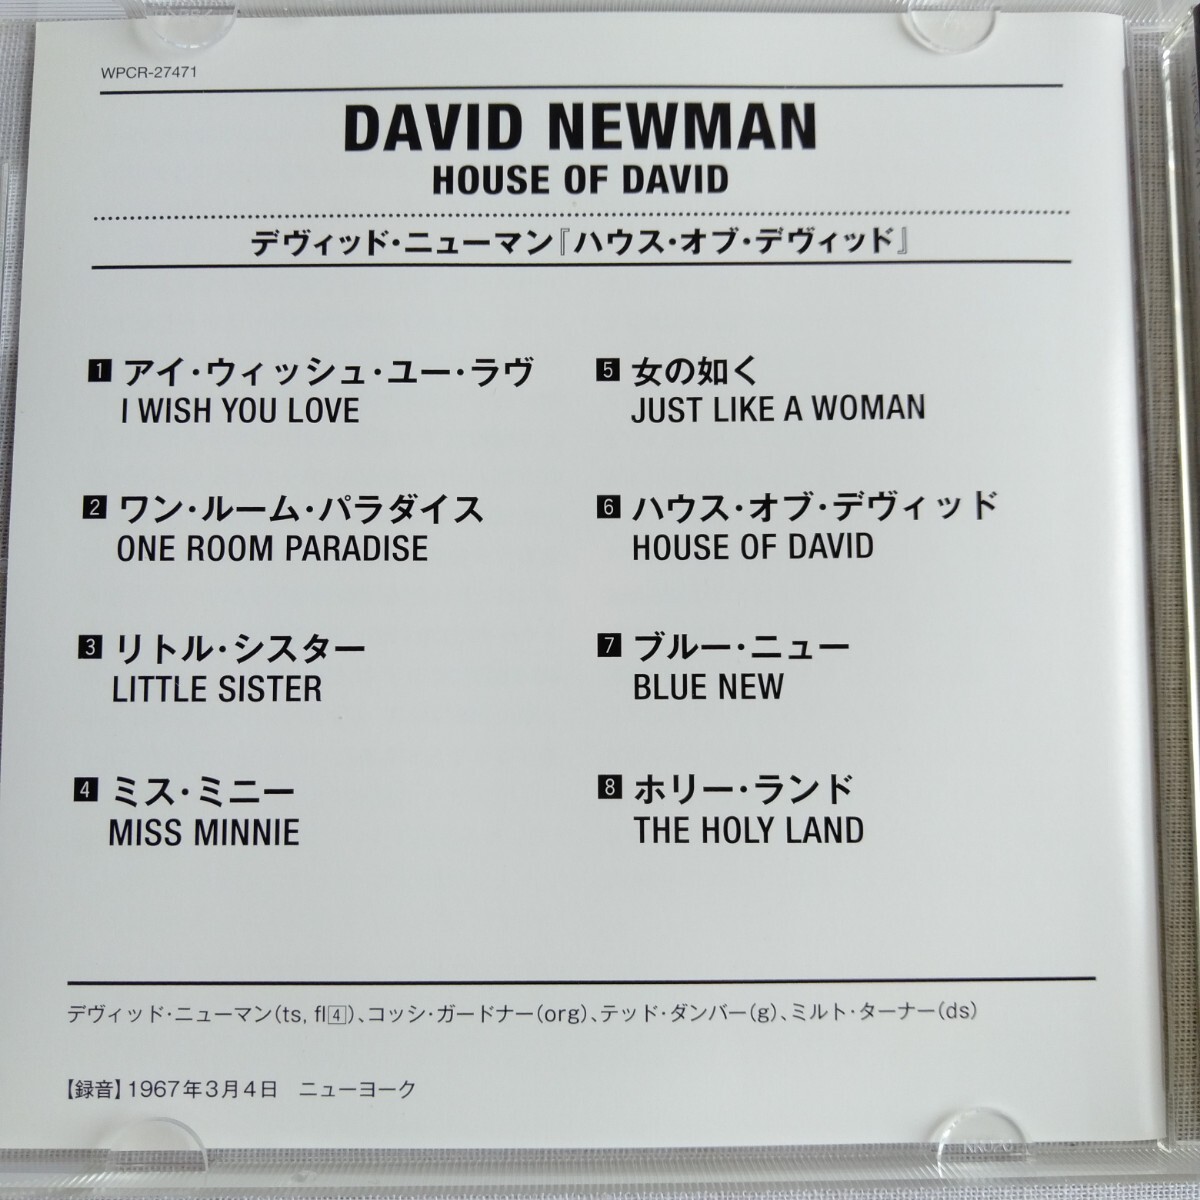 WPCR-27471
DAVID NEWMAN
HOUSE OF DAVID
デヴィッド・ニューマン『ハウス・オブ・デヴィッド』
1 アイ・ウィッシュ・ユー・ラヴ
I WISH YOU LOVE
2 ワン・ルーム・パラダイス
ONE ROOM PARADISE
3 リトル・シスター
LITTLE SISTER
4 ミス・ミニー
MISS MINNIE
5 女の如く
JUST LIKE A WOMAN
6 ハウス・オブ・デヴィッド
HOUSE OF DAVID
7 ブルー・ニュー
BLUE NEW
8 ホリー・ランド
THE HOLY LAND
デヴィッド・ニューマン(ts, fl4)、コッシ・ガードナー(org)、テッド・ダンバー(g)、ミルト・ターナー(ds)
【録音】1967年3月4日 ニューヨーク